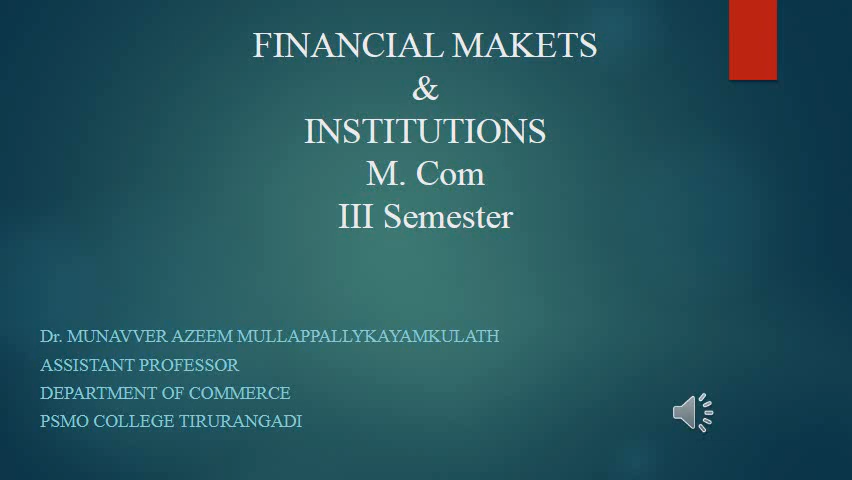 FINANCIAL MAKETS
&
INSTITUTIONS
M. Com
III Semester
Dr. MUNAVVER AZEEM MULLAPPALLYKAYAMKULATH
ASSISTANT PROFESSOR
DEPARTMENT OF COMMERCE
PSMO COLLEGE TIRURANGADI